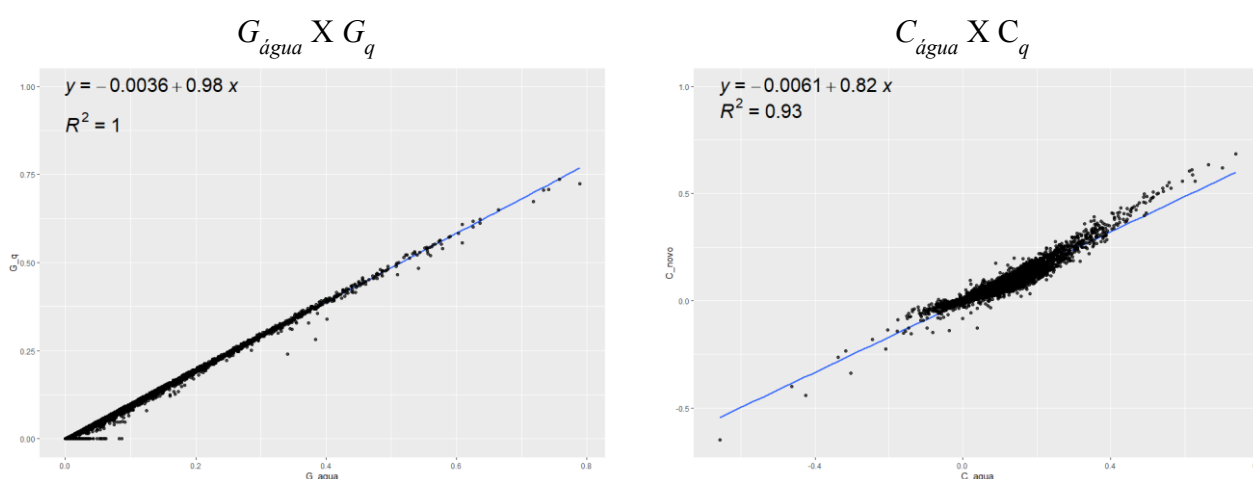 G_água X G_q
y = −0.0036 + 0.98 x
R² = 1
1.00
0.75
0.50
0.25
0.00
G_q
0.0
0.2
0.4
0.6
0.8
G_agua
C_água X C_q
y = −0.0061 + 0.82 x
R² = 0.93
1.0
0.5
0.0
-0.5
C_novo
-0.4
0.0
0.4
C_agua